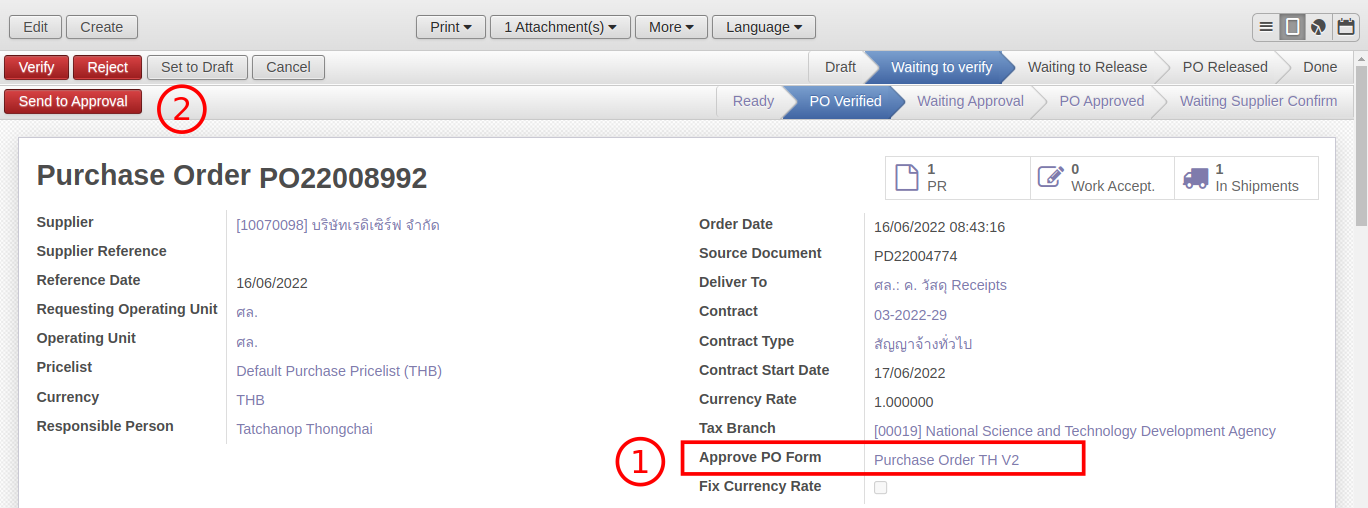 Edit Create Print 1 Attachment(s) More Language
Verify Reject Set to Draft Cancel Draft Waiting to verify Waiting to Release PO Released Done
Send to Approval 2 Ready PO Verified Waiting Approval PO Approved Waiting Supplier Confirm
Purchase Order PO22008992
1 PR 0 Work Accept. 1 In Shipments
Supplier [10070098] บริษัทเรดิเซิร์ฟ จำกัด
Supplier Reference
Reference Date 16/06/2022
Requesting Operating Unit ศล.
Operating Unit ศล.
Pricelist Default Purchase Pricelist (THB)
Currency THB
Responsible Person Tatchanop Thongchai
Order Date 16/06/2022 08:43:16
Source Document PD22004774
Deliver To ศล.: ค. วัสดุ Receipts
Contract 03-2022-29
Contract Type สัญญาจ้างทั่วไป
Contract Start Date 17/06/2022
Currency Rate 1.000000
Tax Branch [00019] National Science and Technology Development Agency
1 Approve PO Form Purchase Order TH V2
Fix Currency Rate